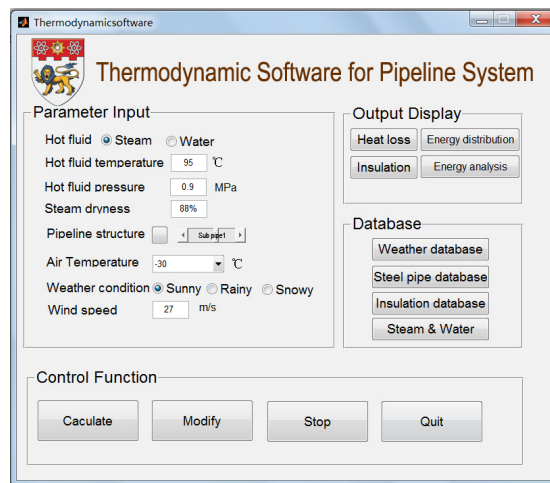 Thermodynamicsoftware
Thermodynamic Software for Pipeline System
Parameter Input
Hot fluid Steam Water
Hot fluid temperature 95 ℃
Hot fluid pressure 0.9 MPa
Steam dryness 88%
Pipeline structure Sub pipe1
Air Temperature -30 ℃
Weather condition Sunny Rainy Snowy
Wind speed 27 m/s
Output Display
Heat loss Energy distribution
Insulation Energy analysis
Database
Weather database
Steel pipe database
Insulation database
Steam & Water
Control Function
Caculate Modify Stop Quit